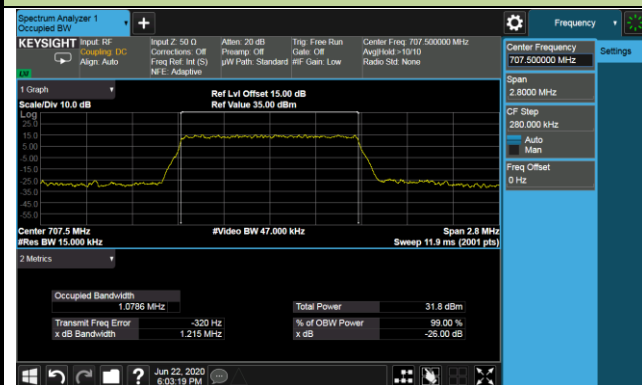 Spectrum Analyzer 1
Occupied BW
+
Frequency
KEYSIGHT
Input: RF
Coupling: DC
Align: Auto
Input Z: 50 Ω
Corrections: Off
Freq Ref: Int (S)
NFE: Adaptive
Atten: 20 dB
Preamp: Off
µW Path: Standard
Trig: Free Run
Gate: Off
#IF Gain: Low
Center Freq: 707.500000 MHz
Avg|Hold:>10/10
Radio Std: None
1 Graph
Scale/Div 10.0 dB
Ref Lvl Offset 15.00 dB
Ref Value 35.00 dBm
Log
25.0
15.0
5.00
-5.00
-15.0
-25.0
-35.0
-45.0
-55.0
Center 707.5 MHz
#Res BW 15.000 kHz
#Video BW 47.000 kHz
Span 2.8 MHz
Sweep 11.9 ms (2001 pts)
2 Metrics
Occupied Bandwidth
1.0786 MHz
Total Power 31.8 dBm
Transmit Freq Error -320 Hz
% of OBW Power 99.00 %
x dB Bandwidth 1.215 MHz
x dB -26.00 dB
?
Jun 22, 2020
6:03:19 PM
Center Frequency
707.500000 MHz
Settings
Span
2.8000 MHz
CF Step
280.000 kHz
Auto
Man
Freq Offset
0 Hz